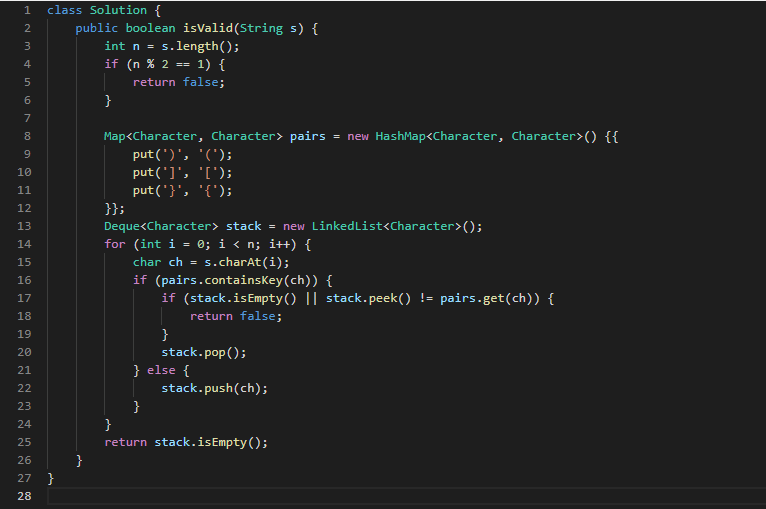 1 class Solution {
2     public boolean isValid(String s) {
3         int n = s.length();
4         if (n % 2 == 1) {
5             return false;
6         }
7
8         Map<Character, Character> pairs = new HashMap<Character, Character>() {{
9             put(')', '(');
10             put(']', '[');
11             put('}', '{');
12         }};
13         Deque<Character> stack = new LinkedList<Character>();
14         for (int i = 0; i < n; i++) {
15             char ch = s.charAt(i);
16             if (pairs.containsKey(ch)) {
17                 if (stack.isEmpty() || stack.peek() != pairs.get(ch)) {
18                     return false;
19                 }
20                 stack.pop();
21             } else {
22                 stack.push(ch);
23             }
24         }
25         return stack.isEmpty();
26     }
27 }
28